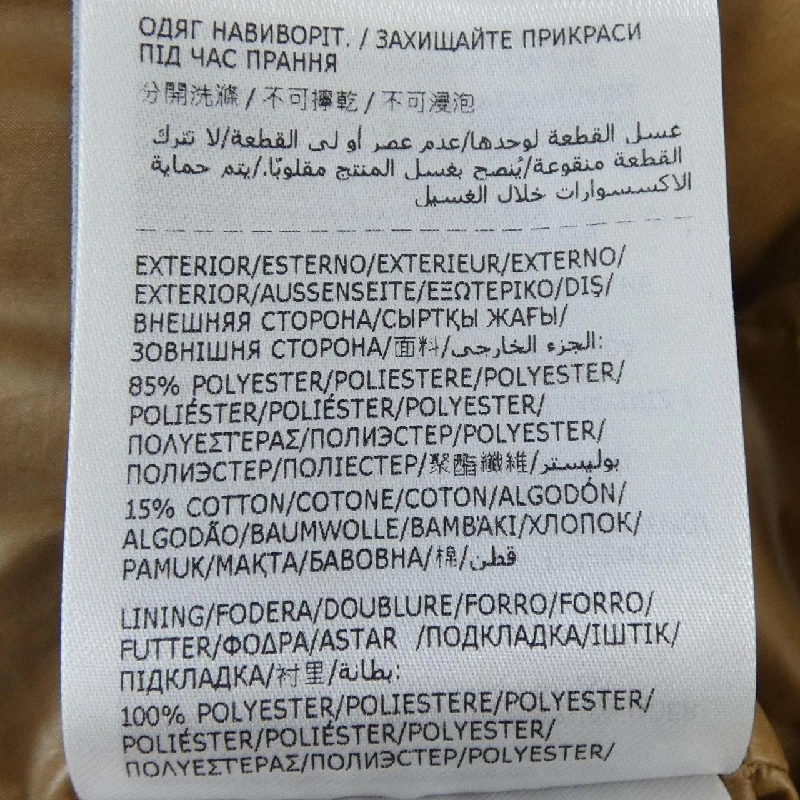 ОДЯГ НАВИВОРІТ. / ЗАХИЩАЙТЕ ПРИКРАСИ
ПІД ЧАС ПРАННЯ
分開洗滌 / 不可擰乾 / 不可浸泡
غسل القطعة لوحدها/عدم عصر أو لى القطعة/لا تترك
القطعة منقوعة/يُنصح بغسل المنتج مقلوبًا./يتم حماية
الاكسسوارات خلال الغسيل
EXTERIOR/ESTERNO/EXTERIEUR/EXTERNO/
EXTERIOR/AUSSENSEITE/ΕΞΩΤΕΡΙΚΟ/DIŞ/
ВНЕШНЯЯ СТОРОНА/СЫРТҚЫ ЖАҒЫ/
ЗОВНІШНЯ СТОРОНА/面料/الجزء الخارجى:
85% POLYESTER/POLIESTERE/POLYESTER/
POLIÉSTER/POLIÉSTER/POLYESTER/
ΠΟΛΥΕΣΤΕΡΑΣ/ПОЛИЭСТЕР/POLYESTER/
ПОЛИЭСТЕР/ПОЛІЕСТЕР/聚酯纖維/بوليستر
15% COTTON/COTONE/COTON/ALGODÓN/
ALGODÃO/BAUMWOLLE/ΒΑΜΒΆΚΙ/ХЛОПОК/
PAMUK/МАҚТА/БАВОВНА/棉/قطن
LINING/FODERA/DOUBLURE/FORRO/FORRO/
FUTTER/ΦΟΔΡΑ/ASTAR /ПОДКЛАДКА/ІШТІК/
ПІДКЛАДКА/衬里/بطانة:
100% POLYESTER/POLIESTERE/POLYESTER/
POLIÉSTER/POLIÉSTER/POLYESTER/
ΠΟΛΥΕΣΤΕΡΑΣ/ПОЛИЭСТЕР/POLYESTER/